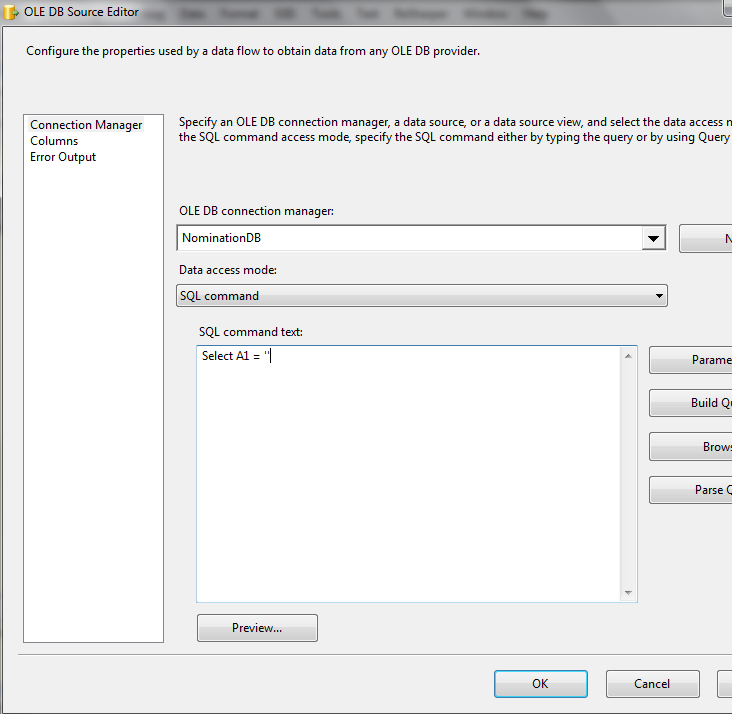 OLE DB Source Editor
Configure the properties used by a data flow to obtain data from any OLE DB provider.
Connection Manager
Columns
Error Output
Specify an OLE DB connection manager, a data source, or a data source view, and select the data access
the SQL command access mode, specify the SQL command either by typing the query or by using Query
OLE DB connection manager:
NominationDB
N
Data access mode:
SQL command
SQL command text:
Select A1 = ''
Parame
Build Qu
Brows
Parse Q
Preview...
OK
Cancel